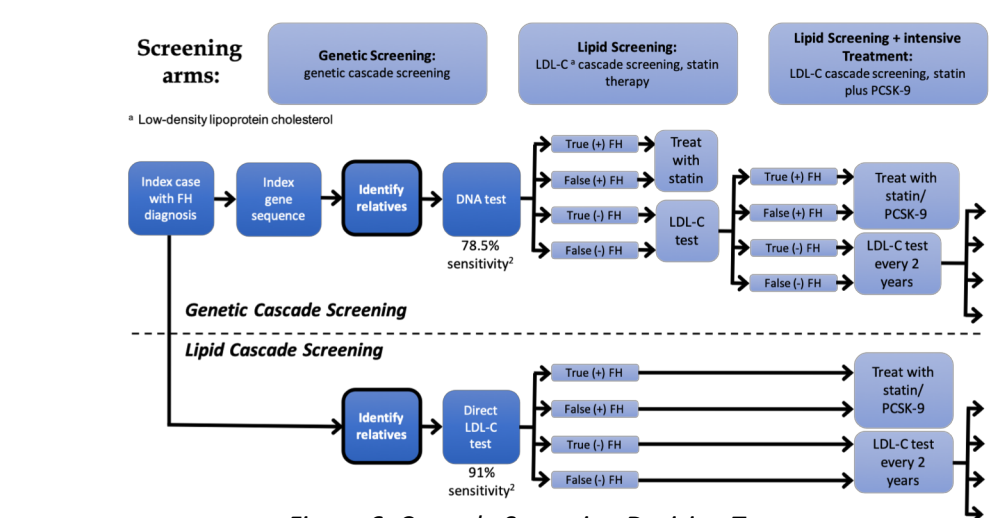 Screening
arms:
Genetic Screening:
genetic cascade screening
Lipid Screening:
LDL-C a cascade screening, statin
therapy
Lipid Screening + intensive
Treatment:
LDL-C cascade screening, statin
plus PCSK-9
a Low-density lipoprotein cholesterol
Index case
with FH
diagnosis
Index
gene
sequence
Identify
relatives
DNA test
78.5%
sensitivity2
True (+) FH
False (+) FH
True (-) FH
False (-) FH
Treat
with
statin
LDL-C
test
True (+) FH
False (+) FH
True (-) FH
False (-) FH
Treat with
statin/
PCSK-9
LDL-C test
every 2
years
Genetic Cascade Screening
Lipid Cascade Screening
Identify
relatives
Direct
LDL-C
test
91%
sensitivity2
True (+) FH
False (+) FH
True (-) FH
False (-) FH
Treat with
statin/
PCSK-9
LDL-C test
every 2
years